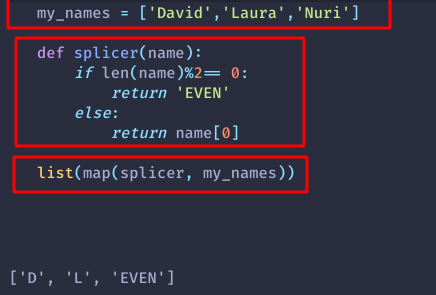 my_names = ['David','Laura','Nuri']
def splicer(name):
    if len(name)%2== 0:
        return 'EVEN'
    else:
        return name[0]
list(map(splicer, my_names))
['D', 'L', 'EVEN']